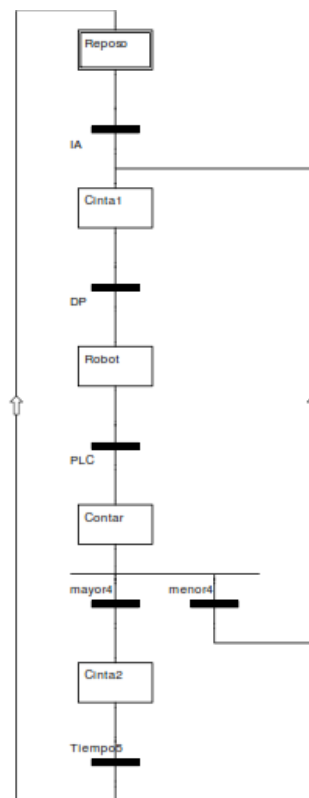 Reposo
IA
Cinta1
DP
Robot
PLC
Contar
mayor4
menor4
Cinta2
Tiempo5